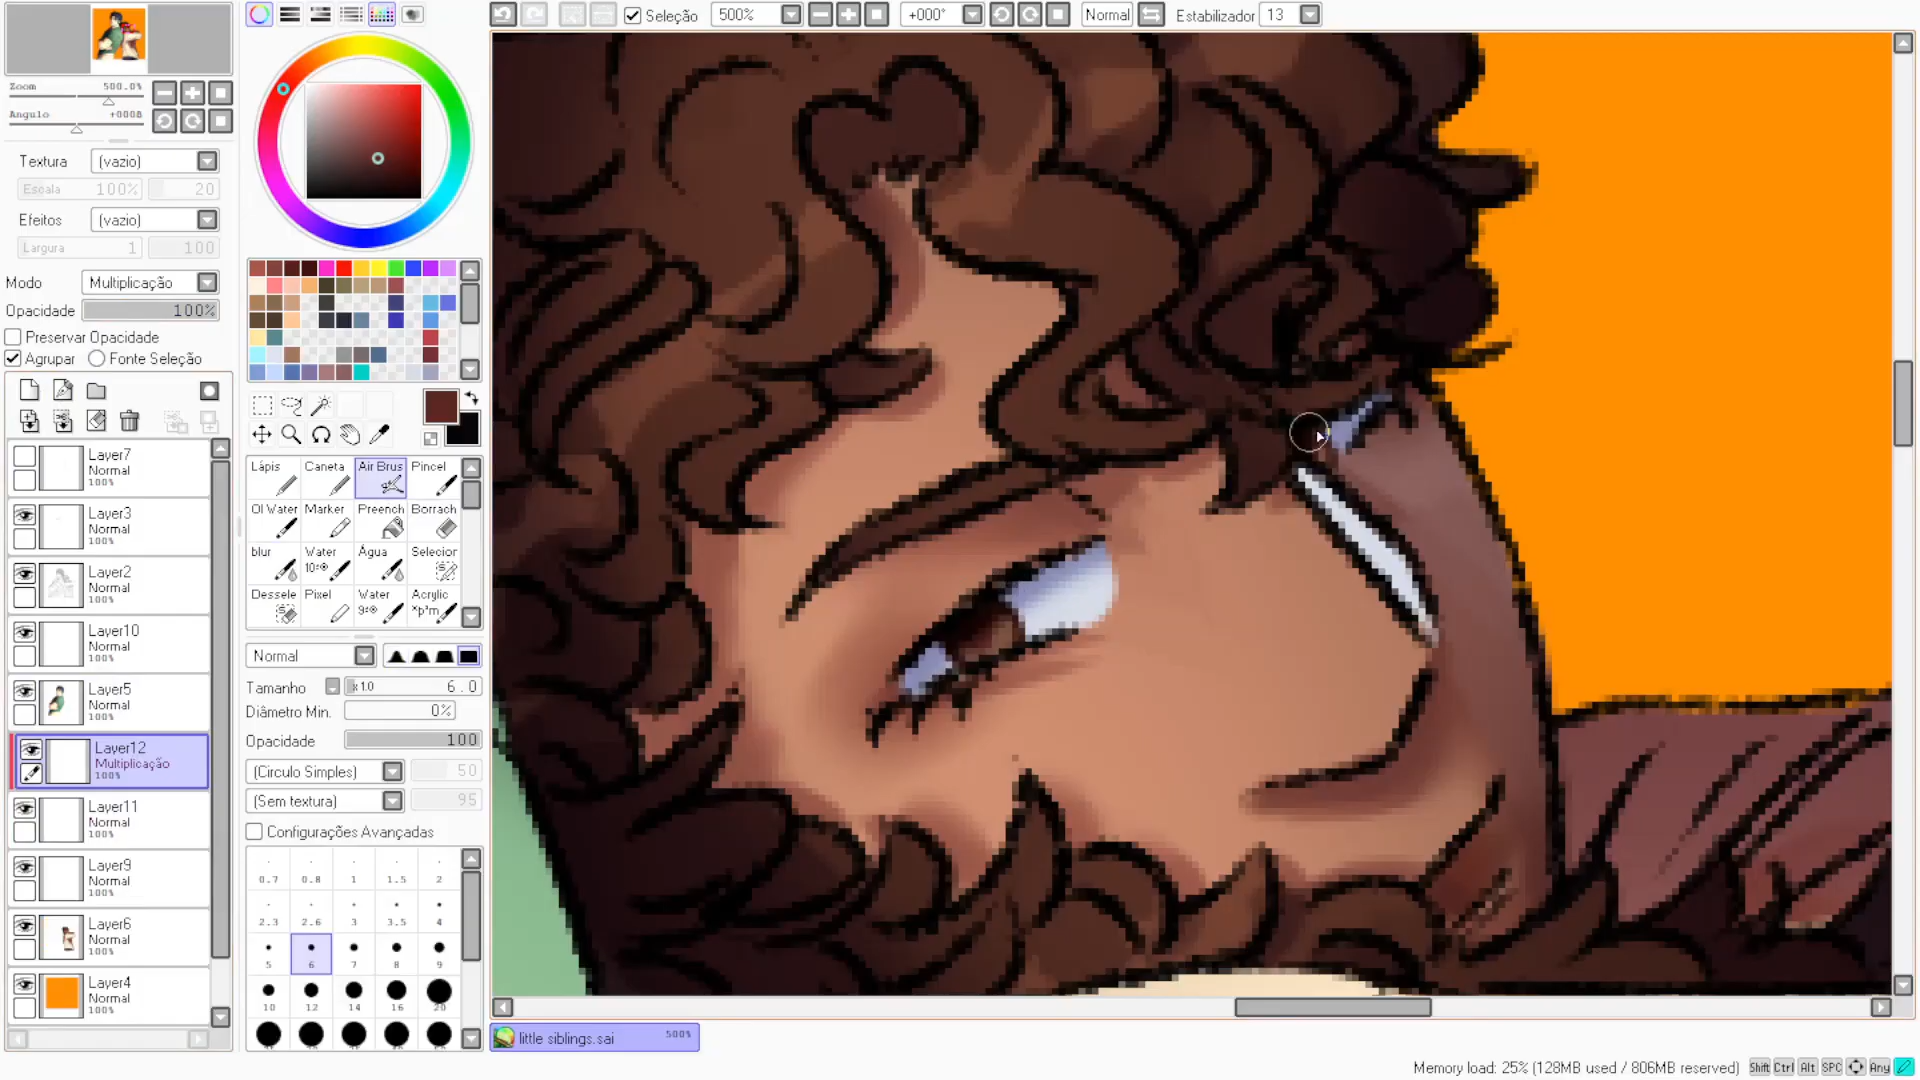 Seleção 500% +000° Normal Estabilizador 13
Zoom 500.0%
Angulo +000B
Textura (vazio)
Escala 100% 20
Efeitos (vazio)
Largura 1 100
Modo Multiplicação
Opacidade 100%
Preservar Opacidade
Agrupar Fonte Seleção
Layer7
Normal
100%
Layer3
Normal
100%
Layer2
Normal
100%
Layer10
Normal
100%
Layer5
Normal
100%
Layer12
Multiplicação
100%
Layer11
Normal
100%
Layer9
Normal
100%
Layer6
Normal
100%
Layer4
Normal
100%
Lápis Caneta Air Brus Pincel
Ol Water Marker Preench Borrach
blur Water Água Selecior
10
Dessele Pixel Water Acrylic
9
Normal
Tamanho x1.0 6.0
Diâmetro Min. 0%
Opacidade 100
(Circulo Simples) 50
(Sem textura) 95
Configurações Avançadas
0.7 0.8 1 1.5 2
2.3 2.6 3 3.5 4
5 6 7 8 9
10 12 14 16 20
little siblings.sai 500%
Memory load: 25% (128MB used / 806MB reserved) Shift Ctrl Alt SPC Any